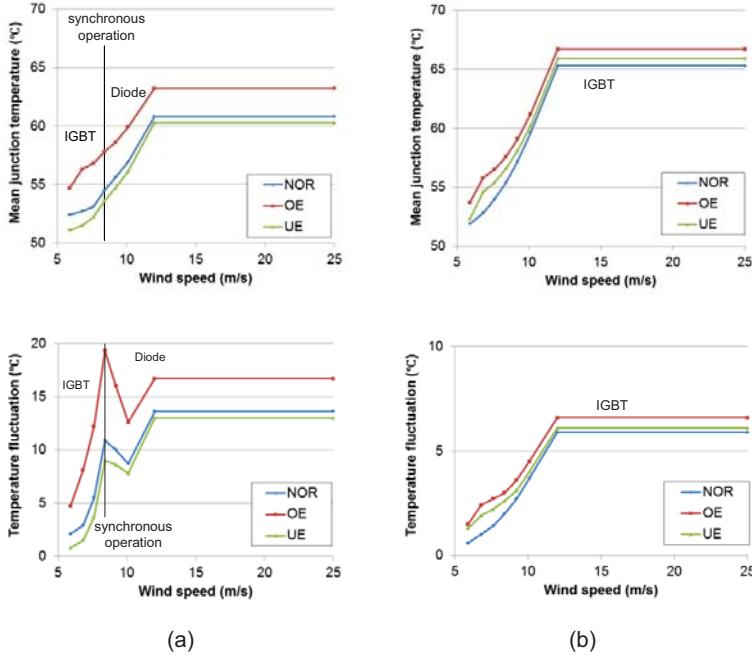 synchronous
operation
Mean junction temperature (℃)
70
65
60
55
50
IGBT
Diode
NOR
OE
UE
5
10
15
20
25
Wind speed (m/s)
Mean junction temperature (℃)
70
65
60
55
50
IGBT
NOR
OE
UE
5
10
15
20
25
Wind speed (m/s)
Temperature fluctuation (℃)
20
15
10
5
0
IGBT
Diode
NOR
OE
UE
synchronous
operation
5
10
15
20
25
Wind speed (m/s)
Temperature fluctuation (℃)
10
5
0
IGBT
NOR
OE
UE
5
10
15
20
25
Wind speed (m/s)
(a)
(b)